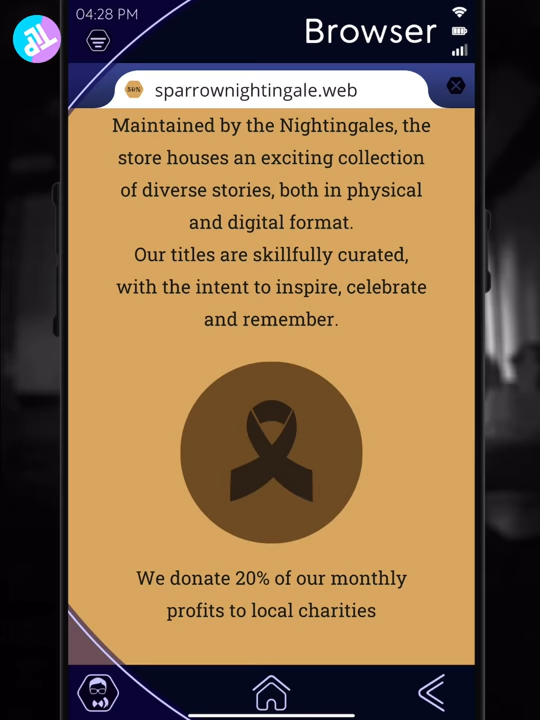 04:28 PM
Browser
sparrownightingale.web
Maintained by the Nightingales, the
store houses an exciting collection
of diverse stories, both in physical
and digital format.
Our titles are skillfully curated,
with the intent to inspire, celebrate
and remember.
We donate 20% of our monthly
profits to local charities